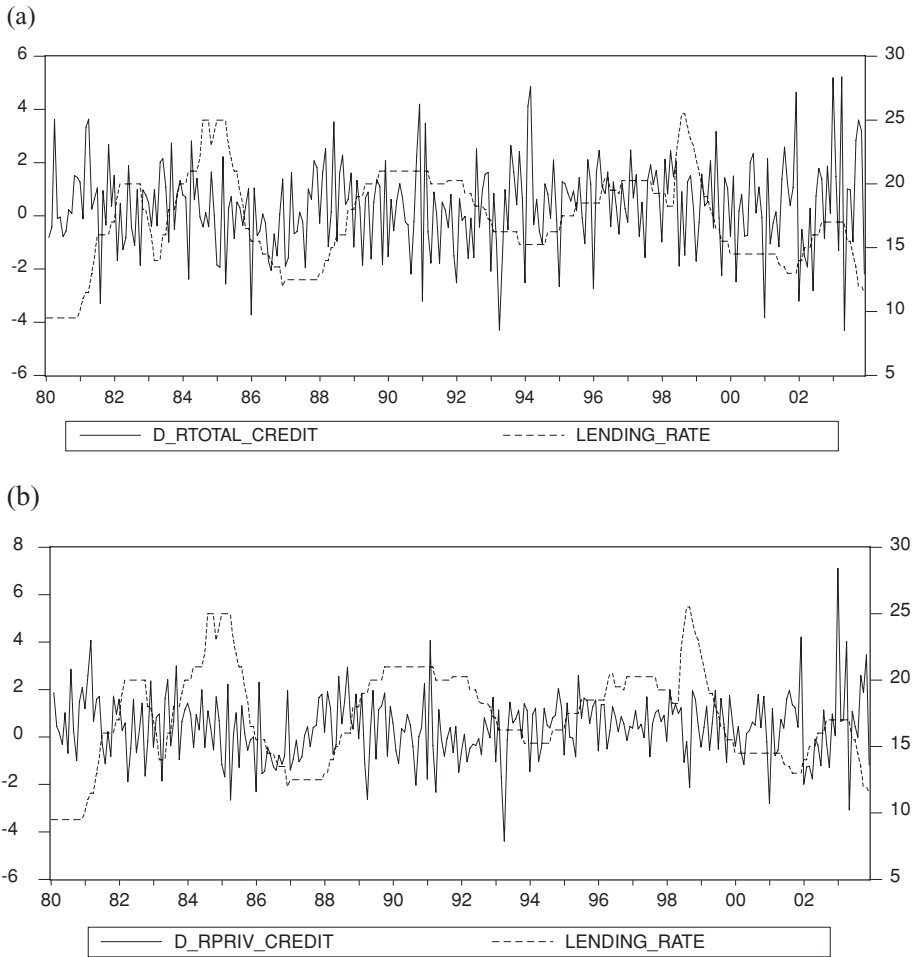 (a)
6 30
4 25
2 20
0 15
-2 10
-4 5
-6
80 82 84 86 88 90 92 94 96 98 00 02
D_RTOTAL_CREDIT LENDING_RATE
(b)
8 30
6 25
4 20
2 15
0 10
-2 5
-4
-6
80 82 84 86 88 90 92 94 96 98 00 02
D_RPRIV_CREDIT LENDING_RATE